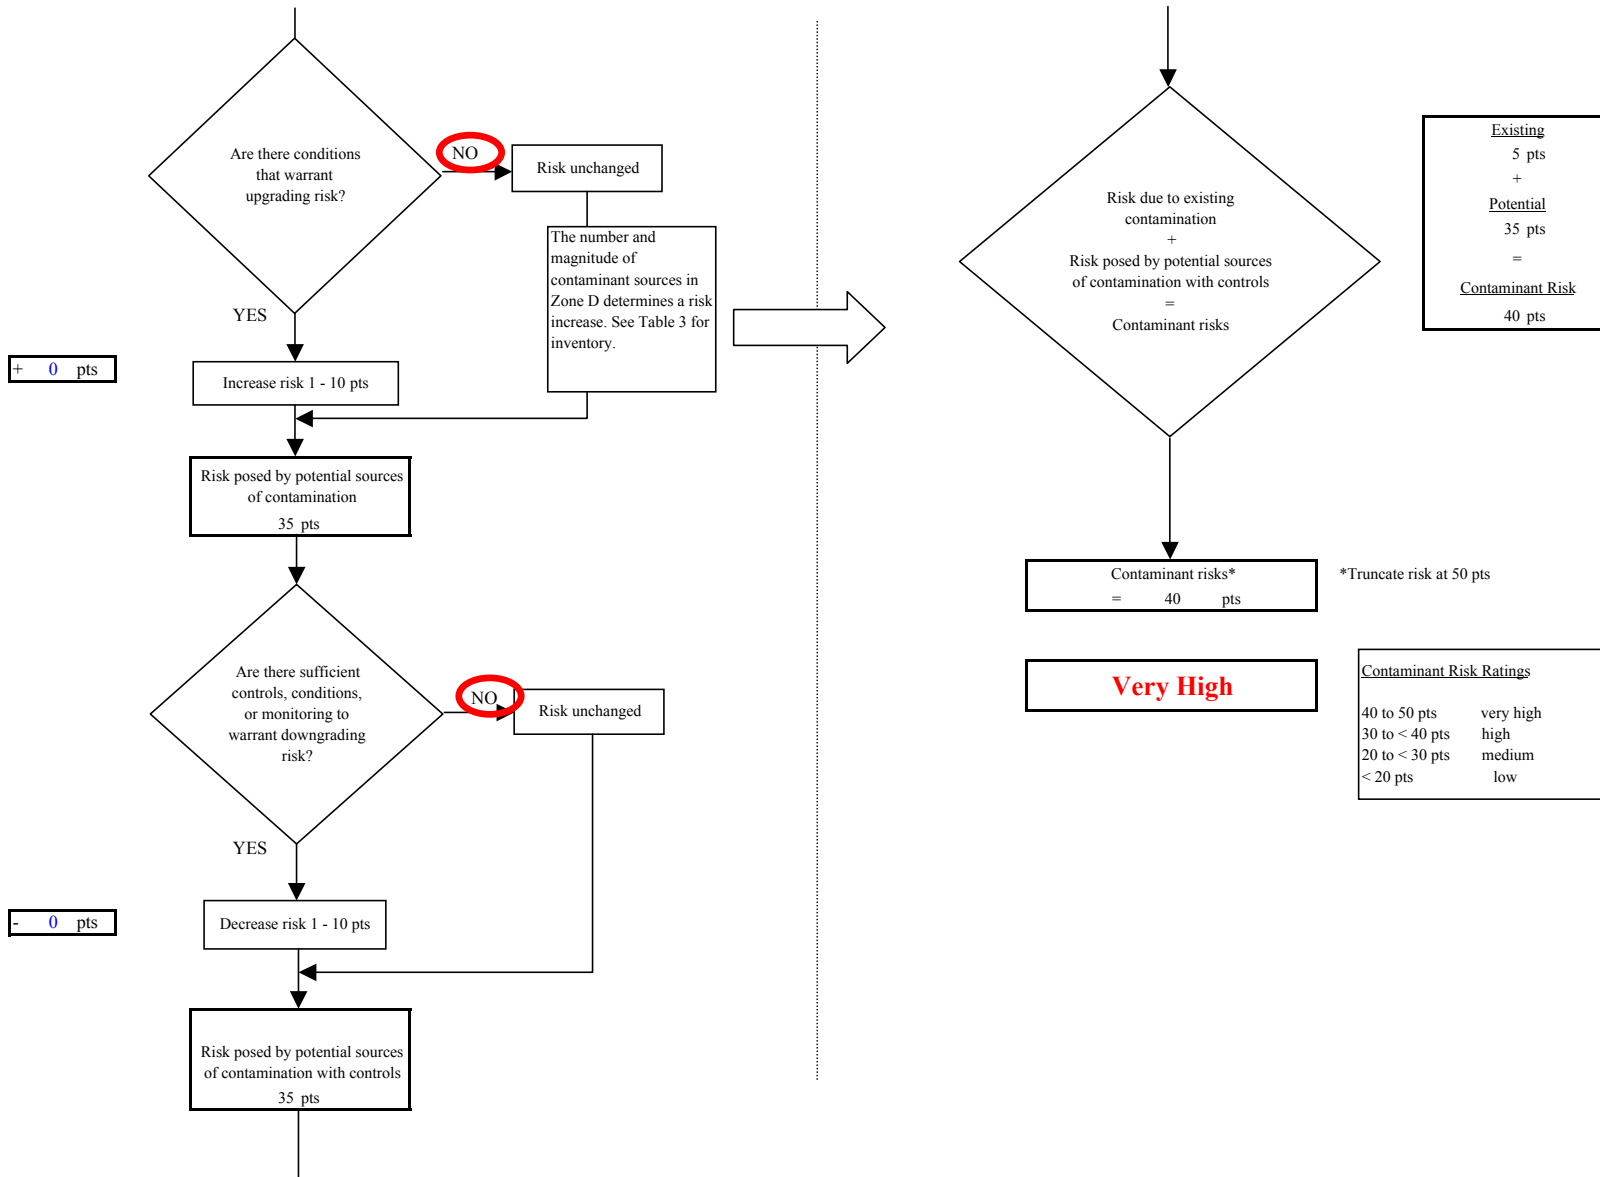 Are there conditions
that warrant
upgrading risk?
NO
Risk unchanged
The number and
magnitude of
contaminant sources in
Zone D determines a risk
increase. See Table 3 for
inventory.
YES
+ 0 pts
Increase risk 1 - 10 pts
Risk posed by potential sources
of contamination
35 pts
Are there sufficient
controls, conditions,
or monitoring to
warrant downgrading
risk?
NO
Risk unchanged
YES
- 0 pts
Decrease risk 1 - 10 pts
Risk posed by potential sources
of contamination with controls
35 pts
Risk due to existing
contamination
+
Risk posed by potential sources
of contamination with controls
=
Contaminant risks
Existing
5 pts
+
Potential
35 pts
=
Contaminant Risk
40 pts
Contaminant risks*
= 40 pts
*Truncate risk at 50 pts
Very High
Contaminant Risk Ratings
40 to 50 pts very high
30 to < 40 pts high
20 to < 30 pts medium
< 20 pts low